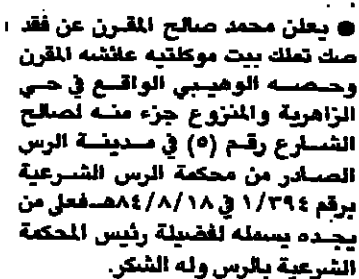 ● يعلن محمد صالح المقرن عن فقد
صك تملك بيت موكلتيه عائشه المقرن
وحصه الوهيبي الواقع في حي
الزاهرية والمنزوع جزء منه لصالح
الشارع رقم (٥) في مدينة الرس
الصادر من محكمة الرس الشرعية
برقم ١/٣٩٤ في ٨٤/٨/١٨هـ فعلى من
يجده يسلمه لفضيلة رئيس المحكمة
الشرعية بالرس وله الشكر.